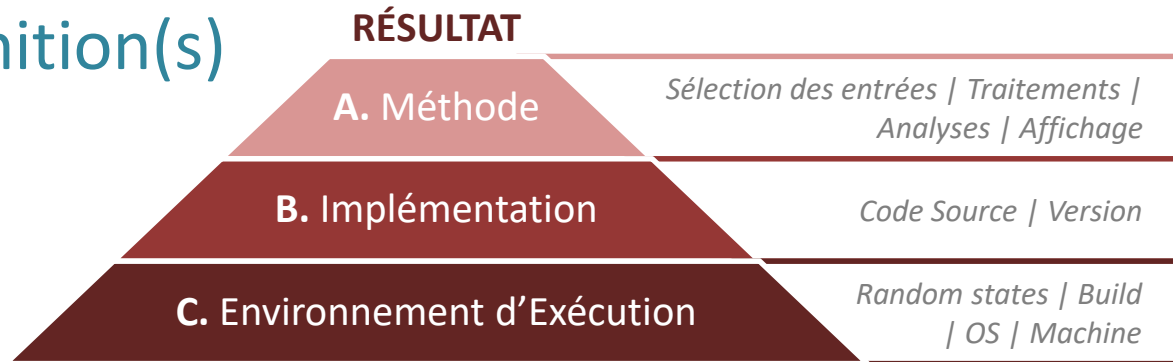 nition(s)
RÉSULTAT
A. Méthode
Sélection des entrées | Traitements |
Analyses | Affichage
B. Implémentation
Code Source | Version
C. Environnement d’Exécution
Random states | Build
| OS | Machine